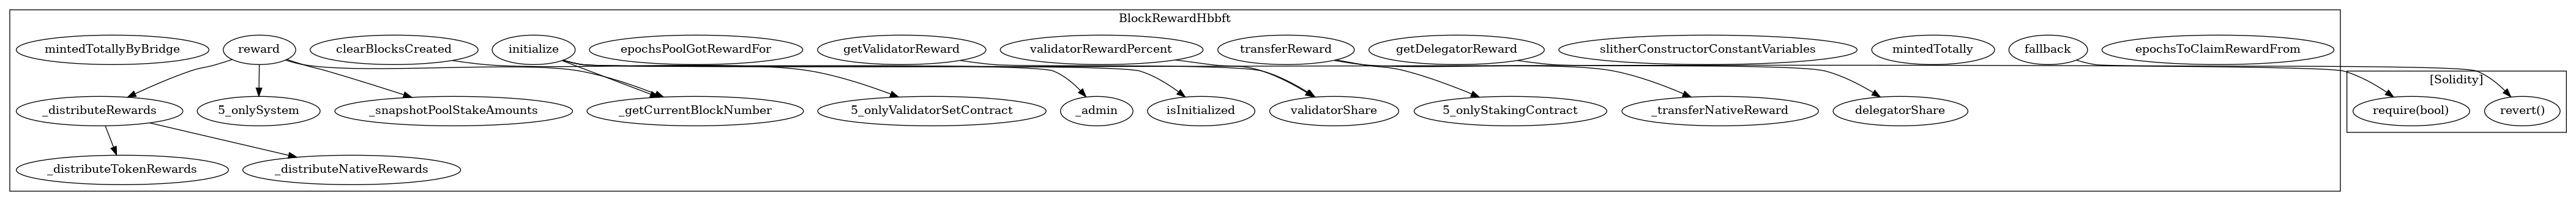 BlockRewardHbbft
mintedTotallyByBridge
reward
clearBlocksCreated
initialize
epochsPoolGotRewardFor
getValidatorReward
validatorRewardPercent
transferReward
getDelegatorReward
slitherConstructorConstantVariables
mintedTotally
fallback
epochsToClaimRewardFrom
[Solidity]
_distributeRewards
5_onlySystem
_snapshotPoolStakeAmounts
_getCurrentBlockNumber
5_onlyValidatorSetContract
_admin
isInitialized
validatorShare
5_onlyStakingContract
_transferNativeReward
delegatorShare
require(bool)
revert()
_distributeTokenRewards
_distributeNativeRewards